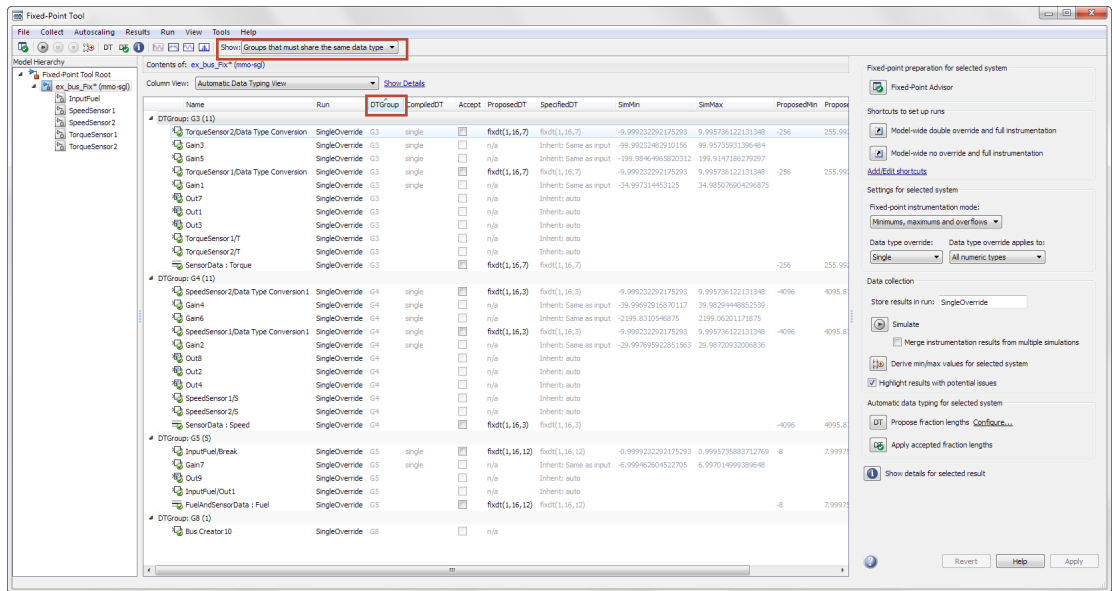 Fixed-Point Tool
File Collect Autoscaling Results Run View Tools Help
DT Show: Groups that must share the same data type
Model Hierarchy
Fixed-Point Tool Root
ex_bus_Fix* (mmo-sgl)
InputFuel
SpeedSensor1
SpeedSensor2
TorqueSensor1
TorqueSensor2
Contents of: ex_bus_Fix* (mmo-sgl)
Column View: Automatic Data Typing View Show Details
Name Run DTGroup CompiledDT Accept ProposedDT SpecifiedDT SimMin SimMax ProposedMin Propose
DTGroup: G3 (11)
TorqueSensor2/Data Type Conversion SingleOverride G3 single fixdt(1,16,7) fixdt(1,16,7) -9.999232292175293 9.995736122131348 -256 255.99
Gain3 SingleOverride G3 single n/a Inherit: Same as input -99.99232482910156 99.95735931396484
Gain5 SingleOverride G3 single n/a Inherit: Same as input -199.98464965820312 199.9147186279297
TorqueSensor1/Data Type Conversion SingleOverride G3 single fixdt(1,16,7) fixdt(1,16,7) -9.999232292175293 9.995736122131348 -256 255.99
Gain1 SingleOverride G3 single n/a Inherit: Same as input -34.997314453125 34.985076904296875
Out7 SingleOverride G3 n/a Inherit: auto
Out1 SingleOverride G3 n/a Inherit: auto
Out3 SingleOverride G3 n/a Inherit: auto
TorqueSensor1/T SingleOverride G3 n/a Inherit: auto
TorqueSensor2/T SingleOverride G3 n/a Inherit: auto
SensorData : Torque SingleOverride G3 fixdt(1,16,7) fixdt(1,16,7) -256 255.99
DTGroup: G4 (11)
SpeedSensor2/Data Type Conversion1 SingleOverride G4 single fixdt(1,16,3) fixdt(1,16,3) -9.999232292175293 9.995736122131348 -4096 4095.8
Gain4 SingleOverride G4 single n/a Inherit: Same as input -39.99692916870117 39.98294448852539
Gain6 SingleOverride G4 single n/a Inherit: Same as input -2199.8310546875 2199.06201171875
SpeedSensor1/Data Type Conversion1 SingleOverride G4 single fixdt(1,16,3) fixdt(1,16,3) -9.999232292175293 9.995736122131348 -4096 4095.8
Gain2 SingleOverride G4 single n/a Inherit: Same as input -29.997695922851563 29.98720932006836
Out8 SingleOverride G4 n/a Inherit: auto
Out2 SingleOverride G4 n/a Inherit: auto
Out4 SingleOverride G4 n/a Inherit: auto
SpeedSensor1/S SingleOverride G4 n/a Inherit: auto
SpeedSensor2/S SingleOverride G4 n/a Inherit: auto
SensorData : Speed SingleOverride G4 fixdt(1,16,3) fixdt(1,16,3) -4096 4095.8
DTGroup: G5 (5)
InputFuel/Break SingleOverride G5 single fixdt(1,16,12) fixdt(1,16,12) -0.9999232292175293 0.9995735883712769 -8 7.9997
Gain7 SingleOverride G5 single n/a Inherit: Same as input -6.999462604522705 6.997014999389648
Out9 SingleOverride G5 n/a Inherit: auto
InputFuel/Out1 SingleOverride G5 n/a Inherit: auto
FuelAndSensorData : Fuel SingleOverride G5 fixdt(1,16,12) fixdt(1,16,12) -8 7.9997
DTGroup: G8 (1)
Bus Creator10 SingleOverride G8 n/a
Fixed-point preparation for selected system
Fixed-Point Advisor
Shortcuts to set up runs
Model-wide double override and full instrumentation
Model-wide no override and full instrumentation
Add/Edit shortcuts
Settings for selected system
Fixed-point instrumentation mode:
Minimums, maximums and overflows
Data type override: Data type override applies to:
Single All numeric types
Data collection
Store results in run: SingleOverride
Simulate
Merge instrumentation results from multiple simulations
Derive min/max values for selected system
Highlight results with potential issues
Automatic data typing for selected system
DT Propose fraction lengths Configure...
Apply accepted fraction lengths
Show details for selected result
Revert Help Apply